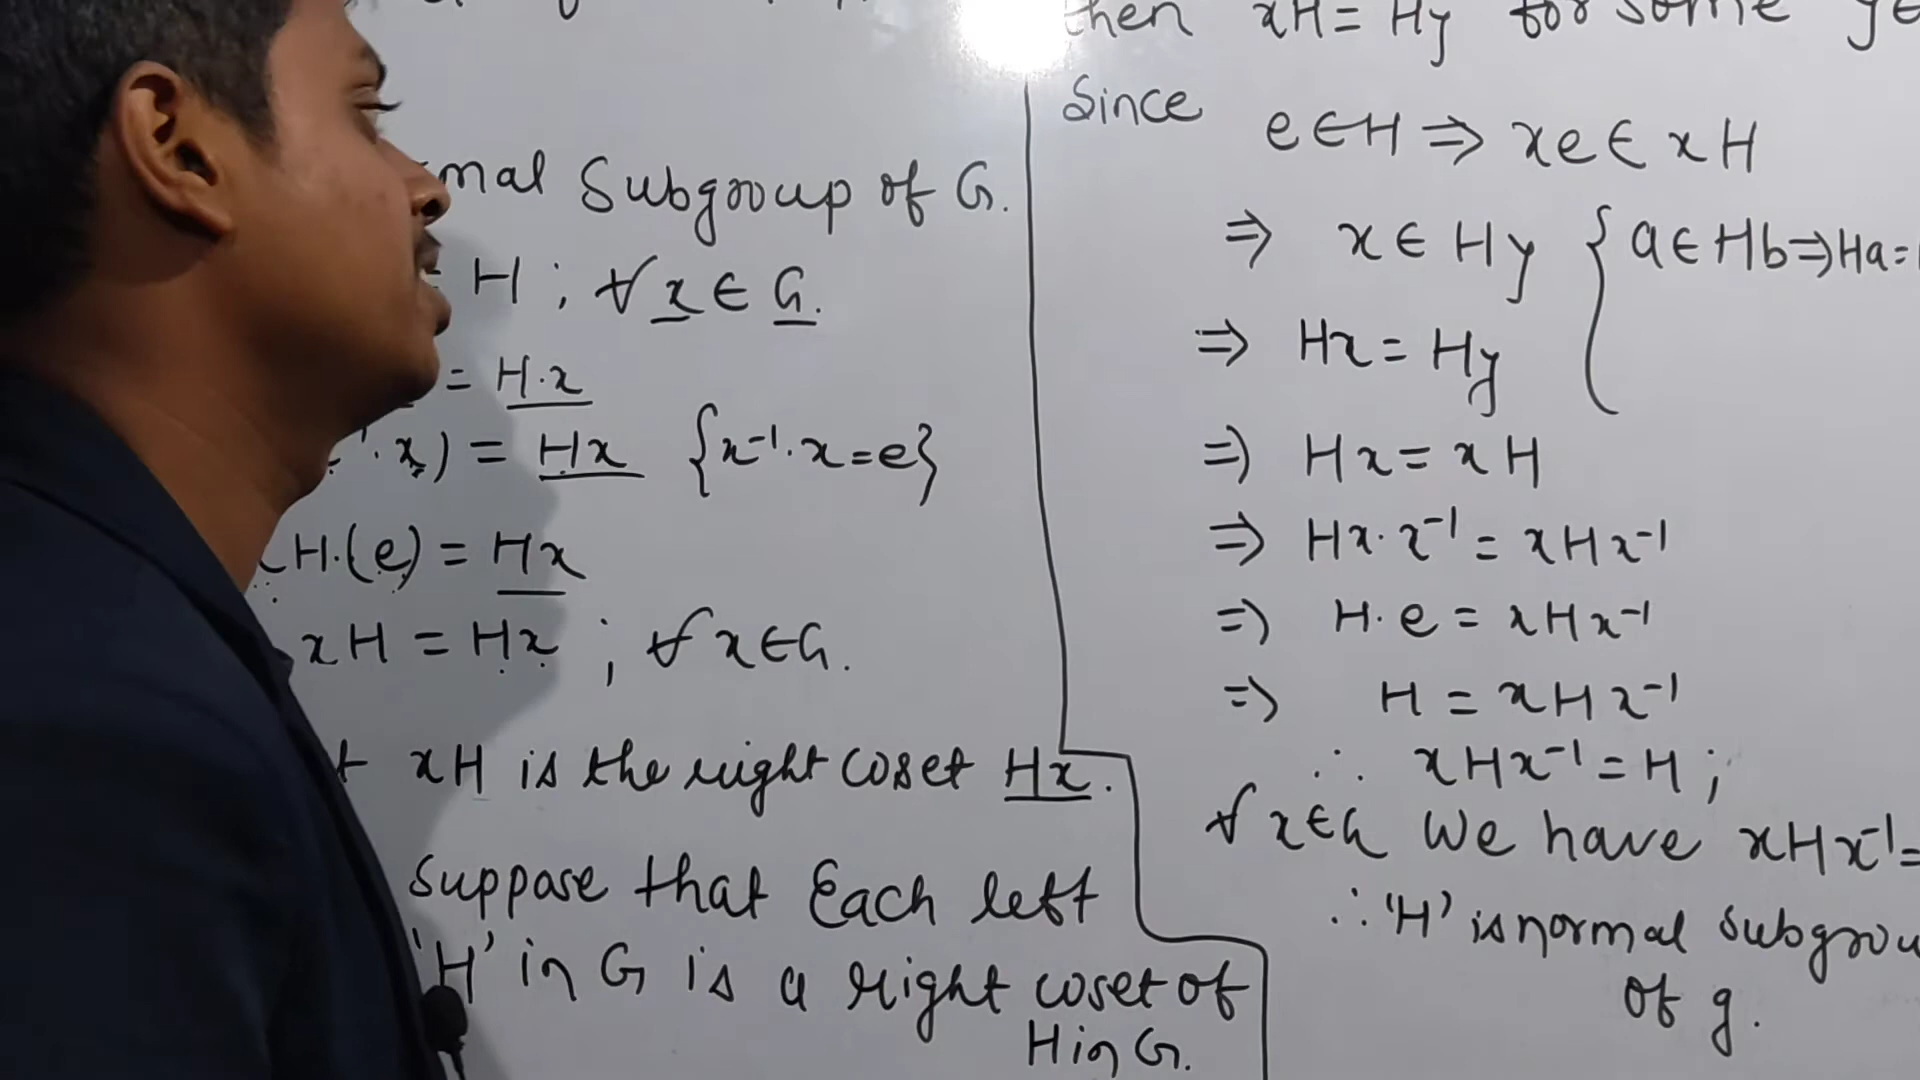 mal Subgroup of G.
= H ; ∀ x ∈ G.
= H·x
·x) = Hx {x⁻¹·x=e}
H·(e) = Hx
xH = Hx ; ∀ x∈G.
xH is the right coset Hx.
Suppose that Each left
'H' in G is a right coset of
H in G.
then xH = Hy for some
Since
e∈H ⇒ xe ∈ xH
⇒ x ∈ Hy { a ∈ Hb ⇒ Ha =
⇒ Hx = Hy
⇒ Hx = xH
⇒ Hx·x⁻¹ = xHx⁻¹
⇒ H·e = xHx⁻¹
⇒ H = xHx⁻¹
∴ xHx⁻¹ = H ;
∀ x∈G We have xHx⁻¹=
∴ 'H' is normal Subgrou
of g.